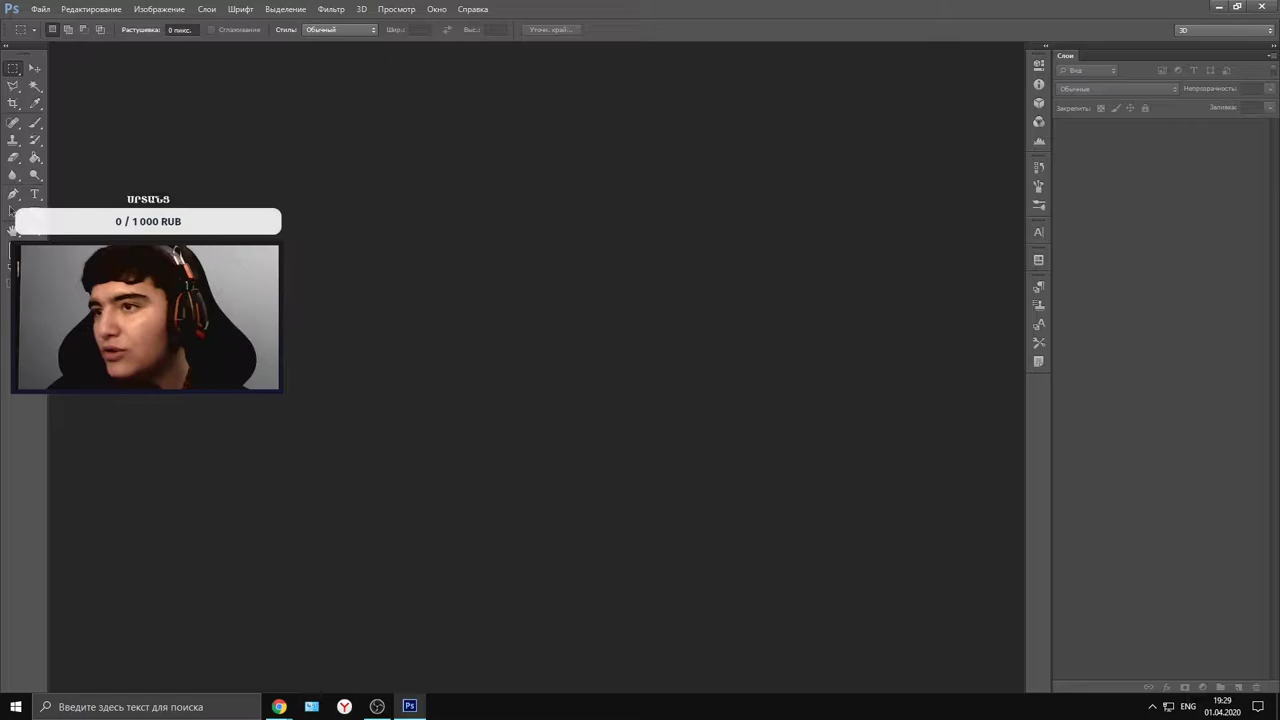 Ps Файл Редактирование Изображение Слои Шрифт Выделение Фильтр 3D Просмотр Окно Справка
Растушевка: 0 пикс. Сглаживание Стиль: Обычный Шир.: Выс.: Уточн. край... 3D
Слои
Вид
Обычные Непрозрачность:
Закрепить: Заливка:
ՍՐՏԱՆՑ
0 / 1 000 RUB
Введите здесь текст для поиска
ENG
19:29
01.04.2020